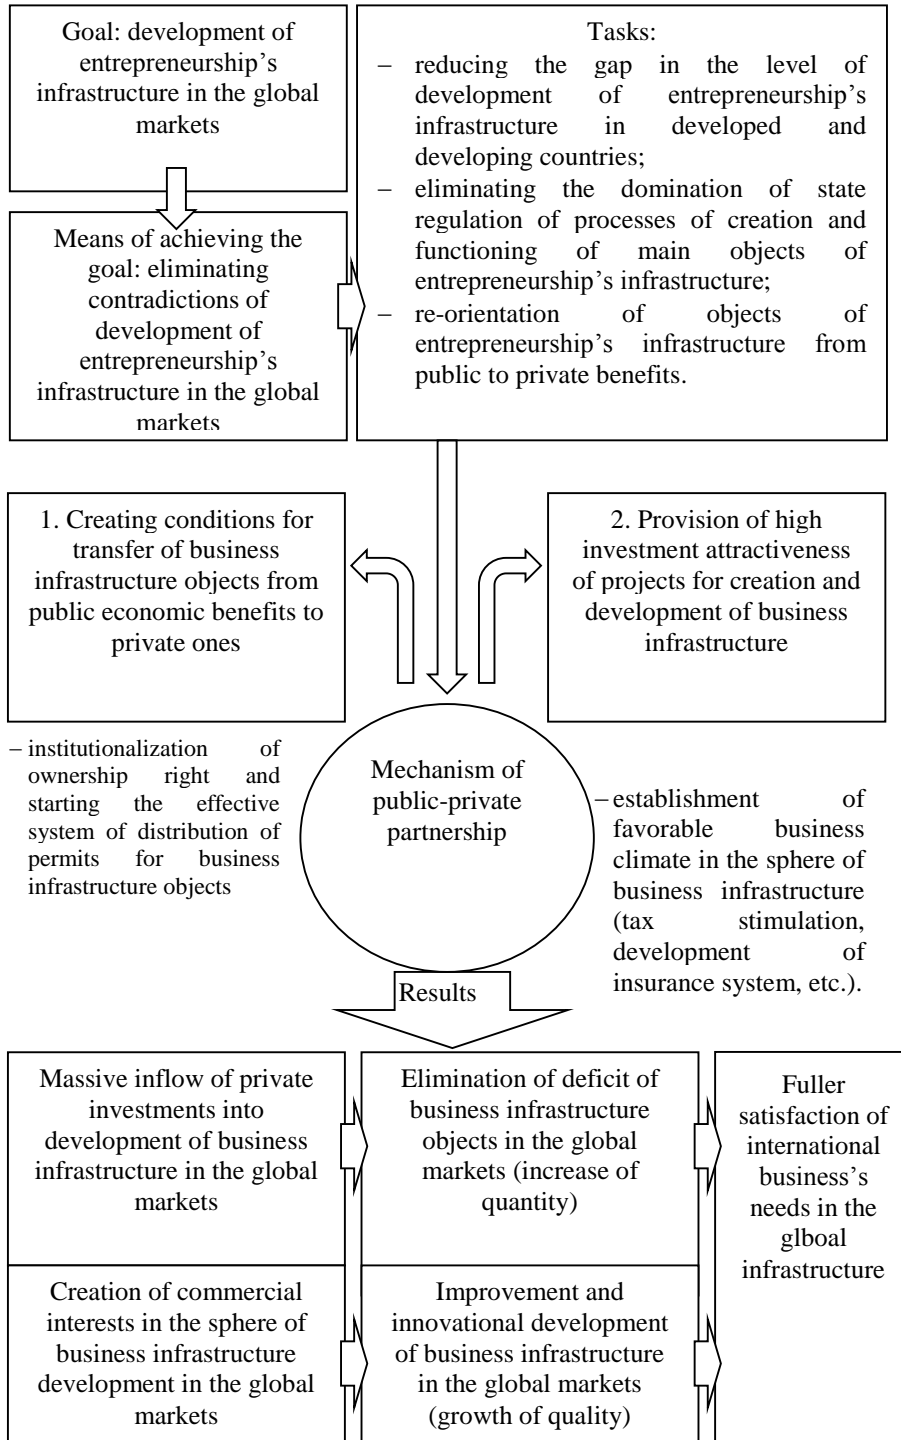 Goal: development of
entrepreneurship's
infrastructure in the global
markets
Means of achieving the
goal: eliminating
contradictions of
development of
entrepreneurship's
infrastructure in the global
markets
Tasks:
– reducing the gap in the level of
development of entrepreneurship's
infrastructure in developed and
developing countries;
– eliminating the domination of state
regulation of processes of creation and
functioning of main objects of
entrepreneurship's infrastructure;
– re-orientation of objects of
entrepreneurship's infrastructure from
public to private benefits.
1. Creating conditions for
transfer of business
infrastructure objects from
public economic benefits to
private ones
2. Provision of high
investment attractiveness
of projects for creation and
development of business
infrastructure
– institutionalization of
ownership right and
starting the effective
system of distribution of
permits for business
infrastructure objects
Mechanism of
public-private
partnership
– establishment of
favorable business
climate in the sphere of
business infrastructure
(tax stimulation,
development of
insurance system, etc.).
Results
Massive inflow of private
investments into
development of business
infrastructure in the global
markets
Elimination of deficit of
business infrastructure
objects in the global
markets (increase of
quantity)
Fuller
satisfaction of
international
business's
needs in the
glboal
infrastructure
Creation of commercial
interests in the sphere of
business infrastructure
development in the global
markets
Improvement and
innovational development
of business infrastructure
in the global markets
(growth of quality)